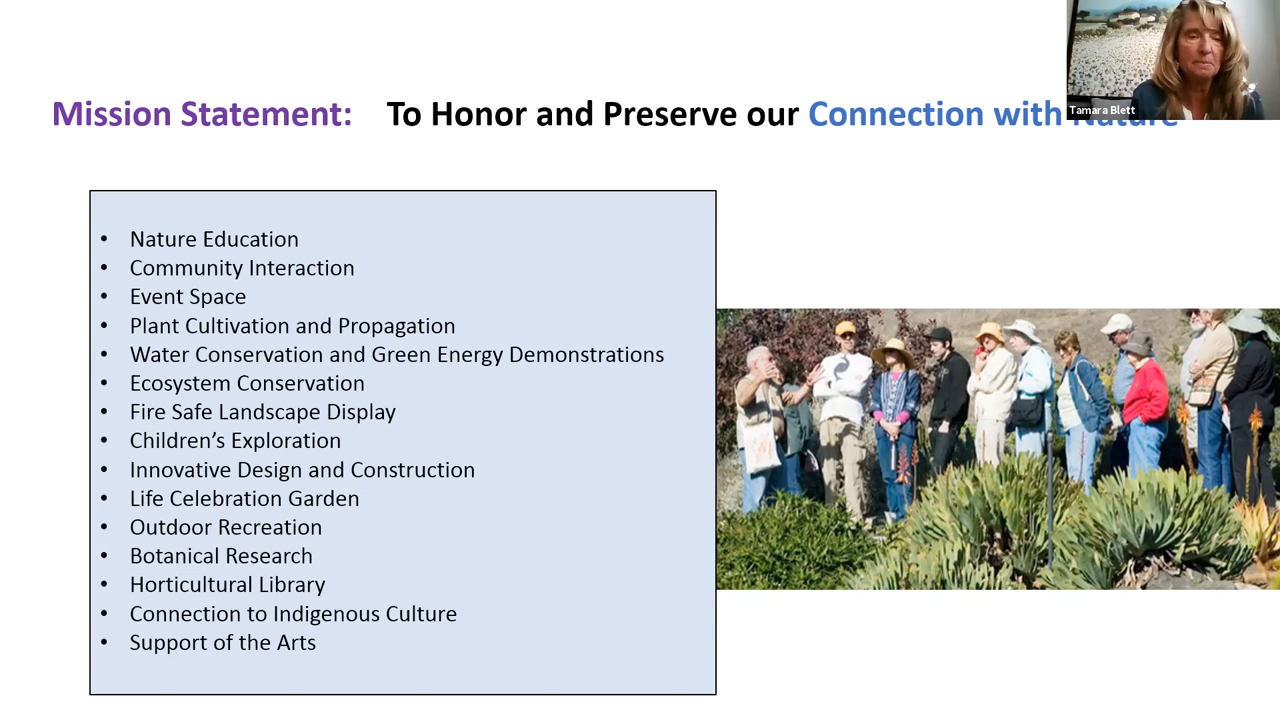 Mission Statement: To Honor and Preserve our Connection with Nature
Tamara Blett
• Nature Education
• Community Interaction
• Event Space
• Plant Cultivation and Propagation
• Water Conservation and Green Energy Demonstrations
• Ecosystem Conservation
• Fire Safe Landscape Display
• Children’s Exploration
• Innovative Design and Construction
• Life Celebration Garden
• Outdoor Recreation
• Botanical Research
• Horticultural Library
• Connection to Indigenous Culture
• Support of the Arts